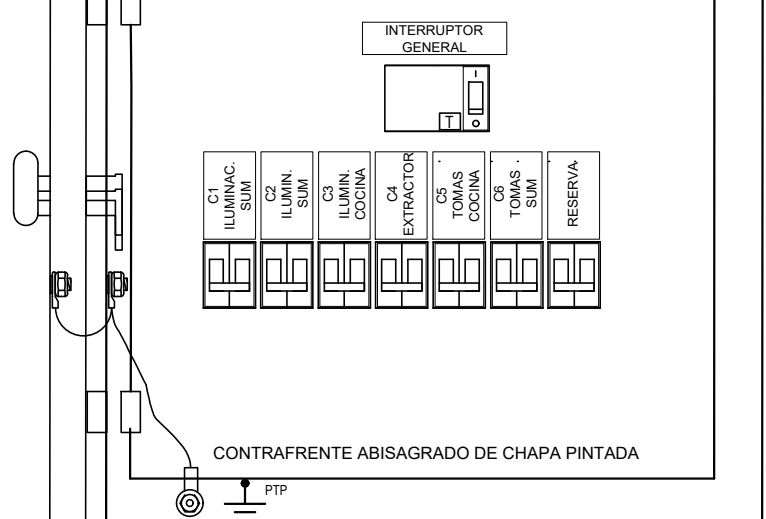 INTERRUPTOR
GENERAL
I
T
O
C1
ILUMINAC.
SUM
C2
ILUMIN.
SUM
C3
ILUMIN.
COCINA
C4
EXTRACTOR
C5
TOMAS
COCINA
C6
TOMAS
SUM
RESERVA.
CONTRAFRENTE ABISAGRADO DE CHAPA PINTADA
PTP